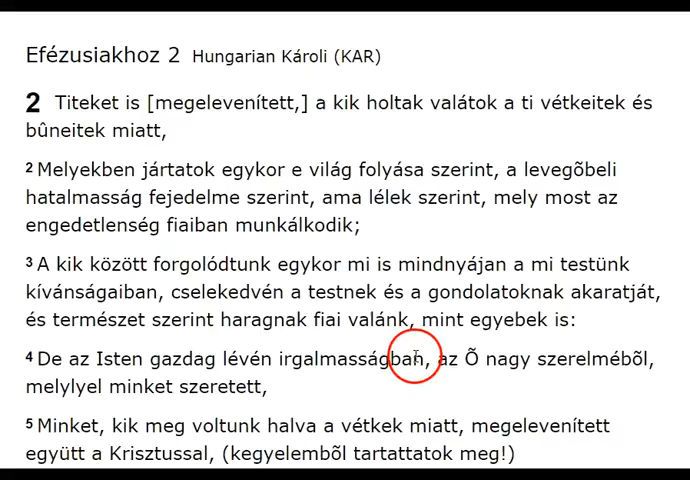 Efézusiakhoz 2 Hungarian Károli (KAR)
2 Titeket is [megelevenített,] a kik holtak valátok a ti vétkeitek és
bûneitek miatt,
2 Melyekben jártatok egykor e világ folyása szerint, a levegõbeli
hatalmasság fejedelme szerint, ama lélek szerint, mely most az
engedetlenség fiaiban munkálkodik;
3 A kik között forgolódtunk egykor mi is mindnyájan a mi testünk
kívánságaiban, cselekedvén a testnek és a gondolatoknak akaratját,
és természet szerint haragnak fiai valánk, mint egyebek is:
4 De az Isten gazdag lévén irgalmasságban, az Õ nagy szerelmébõl,
melylyel minket szeretett,
5 Minket, kik meg voltunk halva a vétkek miatt, megelevenített
együtt a Krisztussal, (kegyelembõl tartattatok meg!)